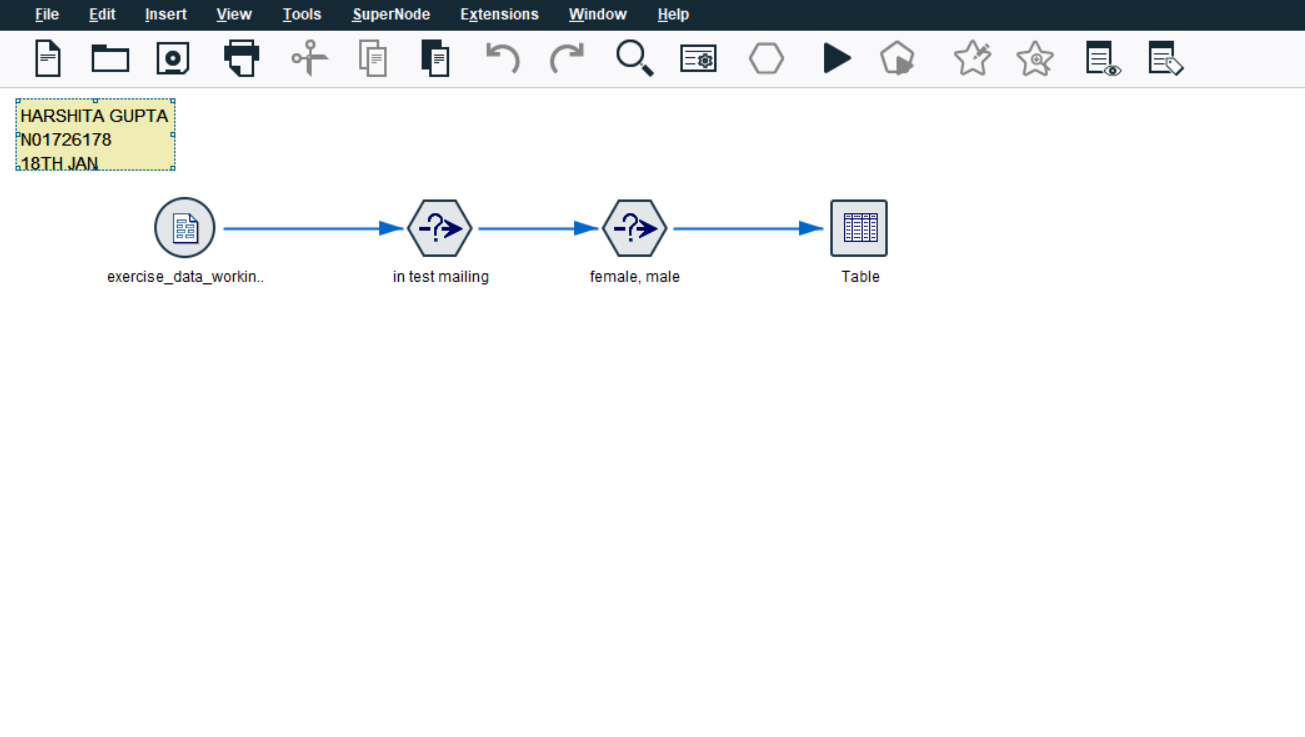 File Edit Insert View Tools SuperNode Extensions Window Help
HARSHITA GUPTA
N01726178
18TH JAN
exercise_data_workin.. in test mailing female, male Table